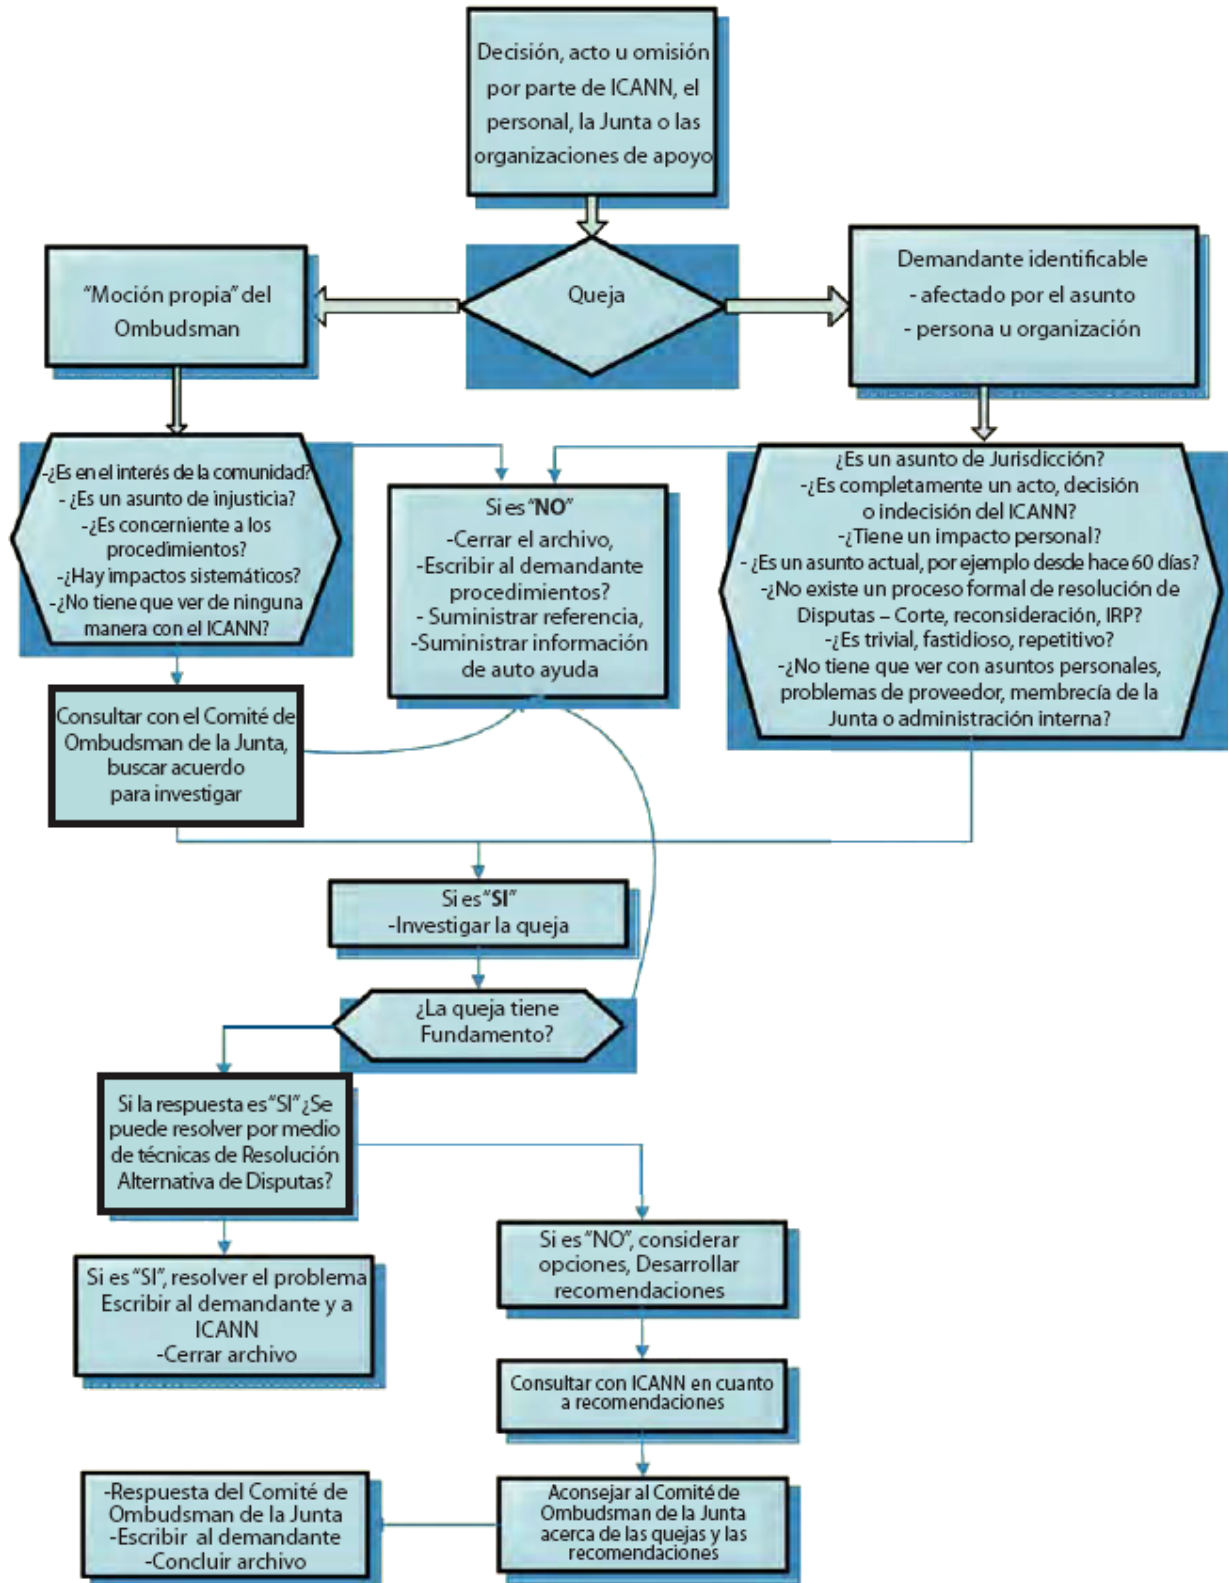 Decisión, acto u omisión
por parte de ICANN, el
personal, la Junta o las
organizaciones de apoyo
Queja
"Moción propia" del
Ombudsman
Demandante identificable
- afectado por el asunto
- persona u organización
-¿Es en el interés de la comunidad?
- ¿Es un asunto de injusticia?
-¿Es concerniente a los
procedimientos?
-¿Hay impactos sistemáticos?
-¿No tiene que ver de ninguna
manera con el ICANN?
Si es "NO"
-Cerrar el archivo,
-Escribir al demandante
procedimientos?
- Suministrar referencia,
-Suministrar información
de auto ayuda
¿Es un asunto de Jurisdicción?
-¿Es completamente un acto, decisión
o indecisión del ICANN?
-¿Tiene un impacto personal?
-¿Es un asunto actual, por ejemplo desde hace 60 días?
-¿No existe un proceso formal de resolución de
Disputas – Corte, reconsideración, IRP?
-¿Es trivial, fastidioso, repetitivo?
-¿No tiene que ver con asuntos personales,
problemas de proveedor, membrecía de la
Junta o administración interna?
Consultar con el Comité de
Ombudsman de la Junta,
buscar acuerdo
para investigar
Si es "SI"
-Investigar la queja
¿La queja tiene
Fundamento?
Si la respuesta es "SI" ¿Se
puede resolver por medio
de técnicas de Resolución
Alternativa de Disputas?
Si es "NO", considerar
opciones, Desarrollar
recomendaciones
Si es "SI", resolver el problema
Escribir al demandante y a
ICANN
-Cerrar archivo
Consultar con ICANN en cuanto
a recomendaciones
Aconsejar al Comité de
Ombudsman de la Junta
acerca de las quejas y las
recomendaciones
-Respuesta del Comité de
Ombudsman de la Junta
-Escribir al demandante
-Concluir archivo